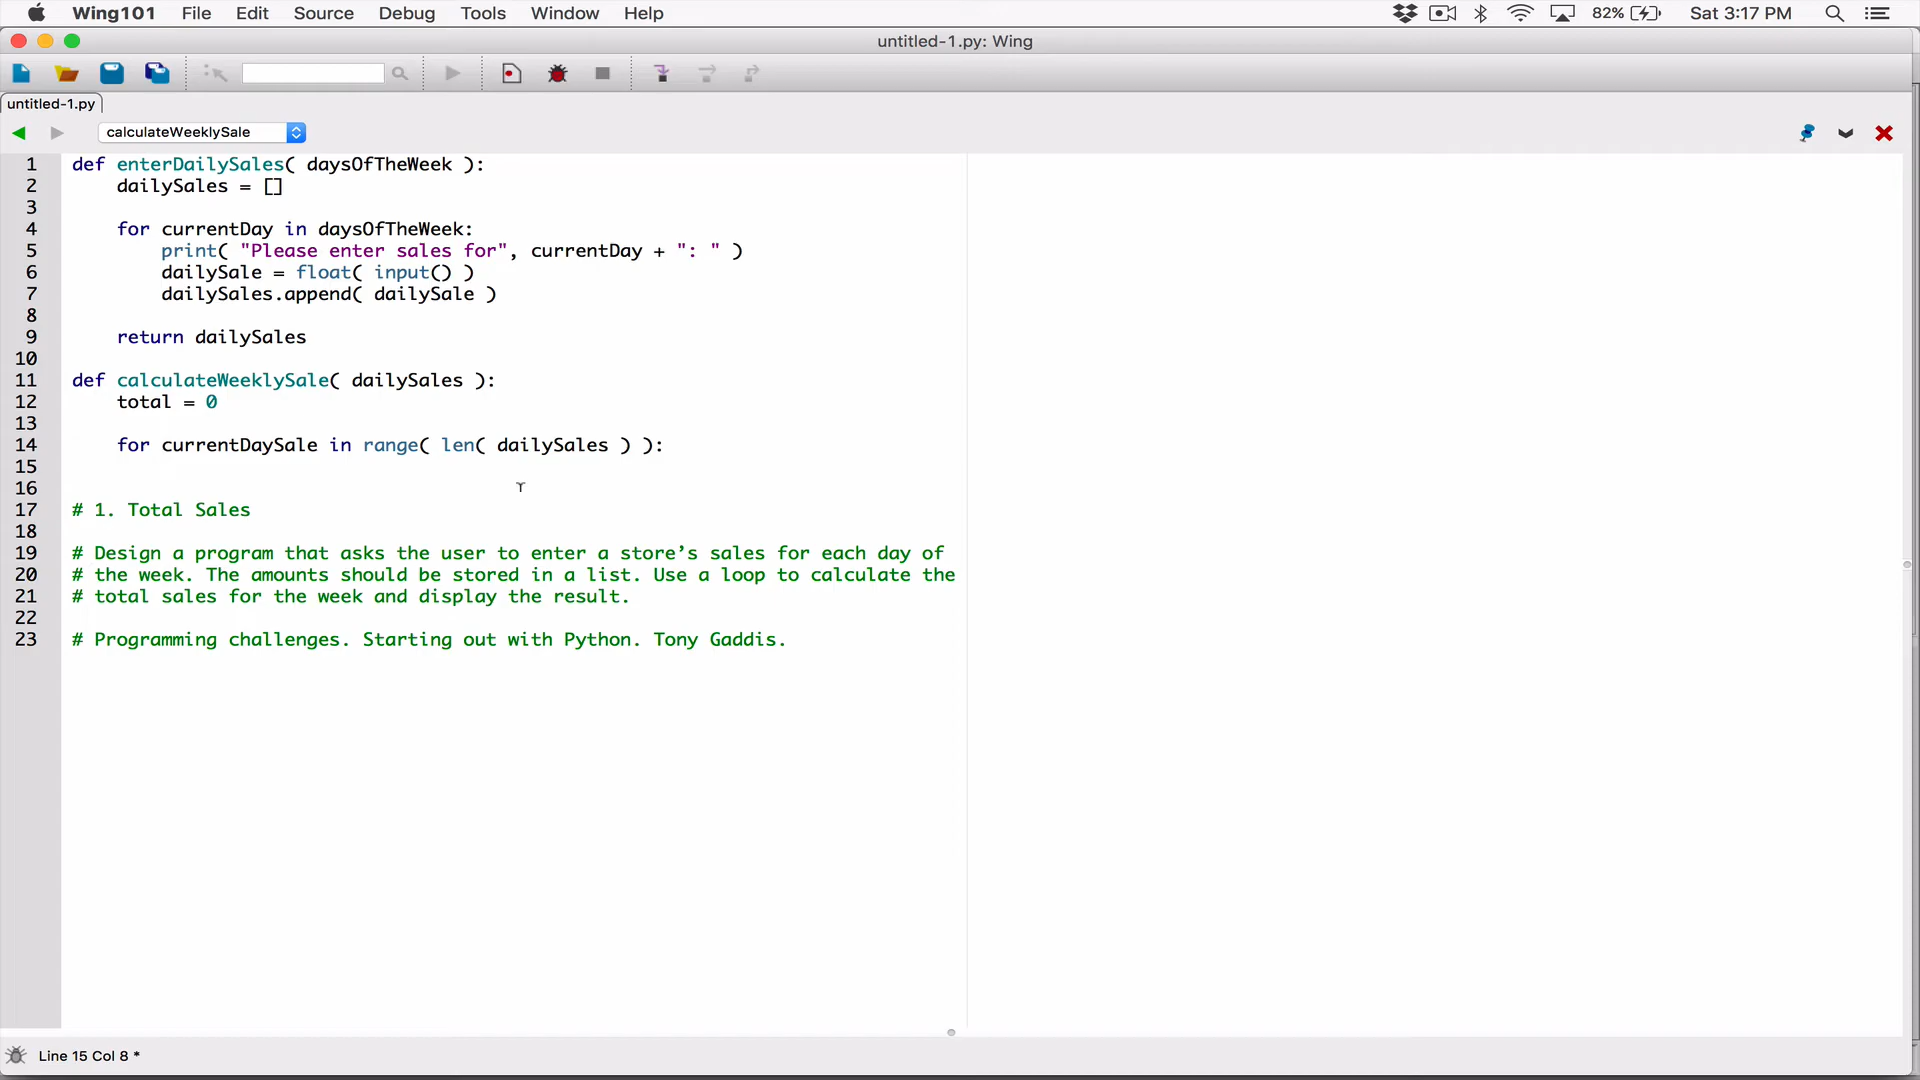 Wing101 File Edit Source Debug Tools Window Help 82% Sat 3:17 PM
untitled-1.py: Wing
untitled-1.py
calculateWeeklySale
1 def enterDailySales( daysOfTheWeek ):
2 dailySales = []
3
4 for currentDay in daysOfTheWeek:
5 print( "Please enter sales for", currentDay + ": " )
6 dailySale = float( input() )
7 dailySales.append( dailySale )
8
9 return dailySales
10
11 def calculateWeeklySale( dailySales ):
12 total = 0
13
14 for currentDaySale in range( len( dailySales ) ):
15
16
17 # 1. Total Sales
18
19 # Design a program that asks the user to enter a store’s sales for each day of
20 # the week. The amounts should be stored in a list. Use a loop to calculate the
21 # total sales for the week and display the result.
22
23 # Programming challenges. Starting out with Python. Tony Gaddis.
Line 15 Col 8 *